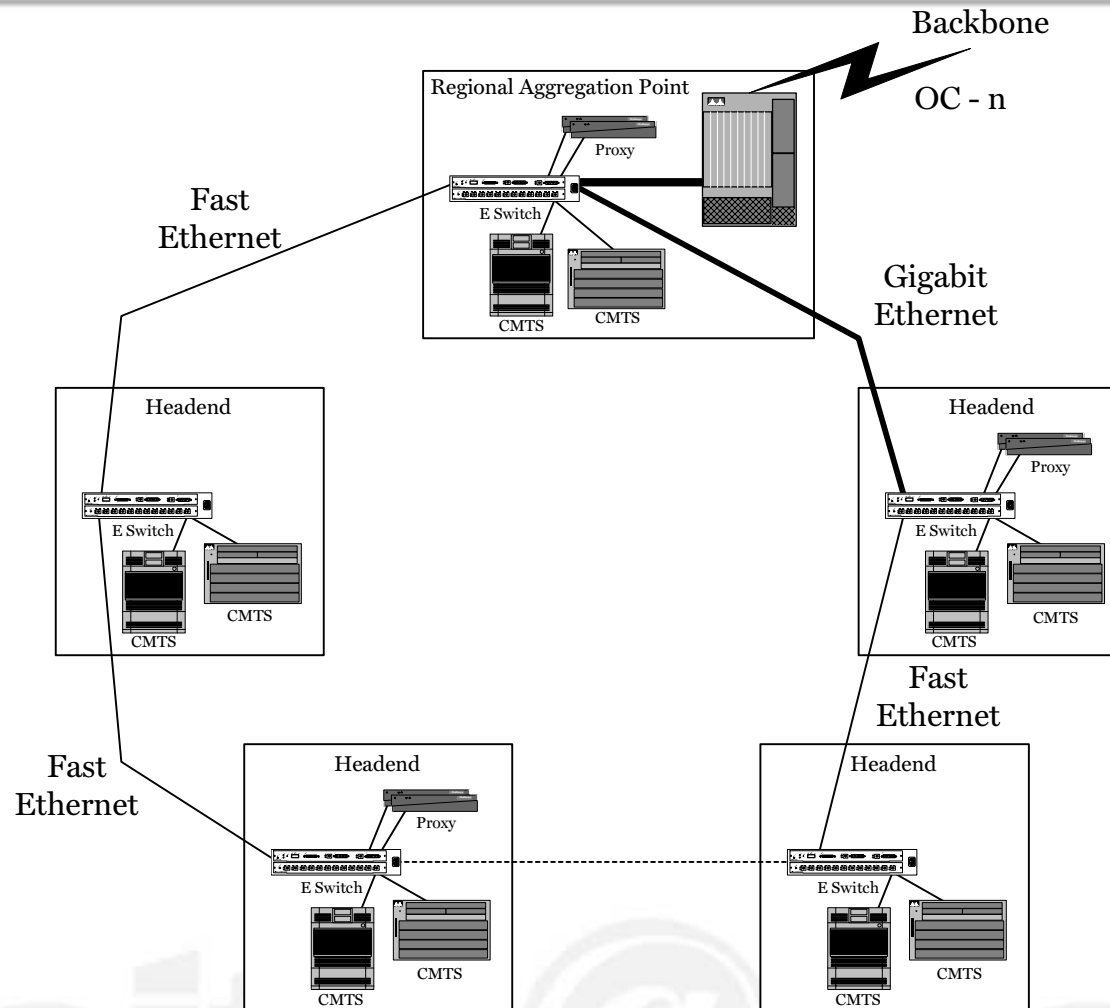 Backbone
OC - n
Regional Aggregation Point
Proxy
E Switch
CMTS
CMTS
Fast
Ethernet
Gigabit
Ethernet
Headend
E Switch
CMTS
CMTS
Headend
Proxy
E Switch
CMTS
CMTS
Fast
Ethernet
Fast
Ethernet
Headend
Proxy
E Switch
CMTS
CMTS
Headend
E Switch
CMTS
CMTS